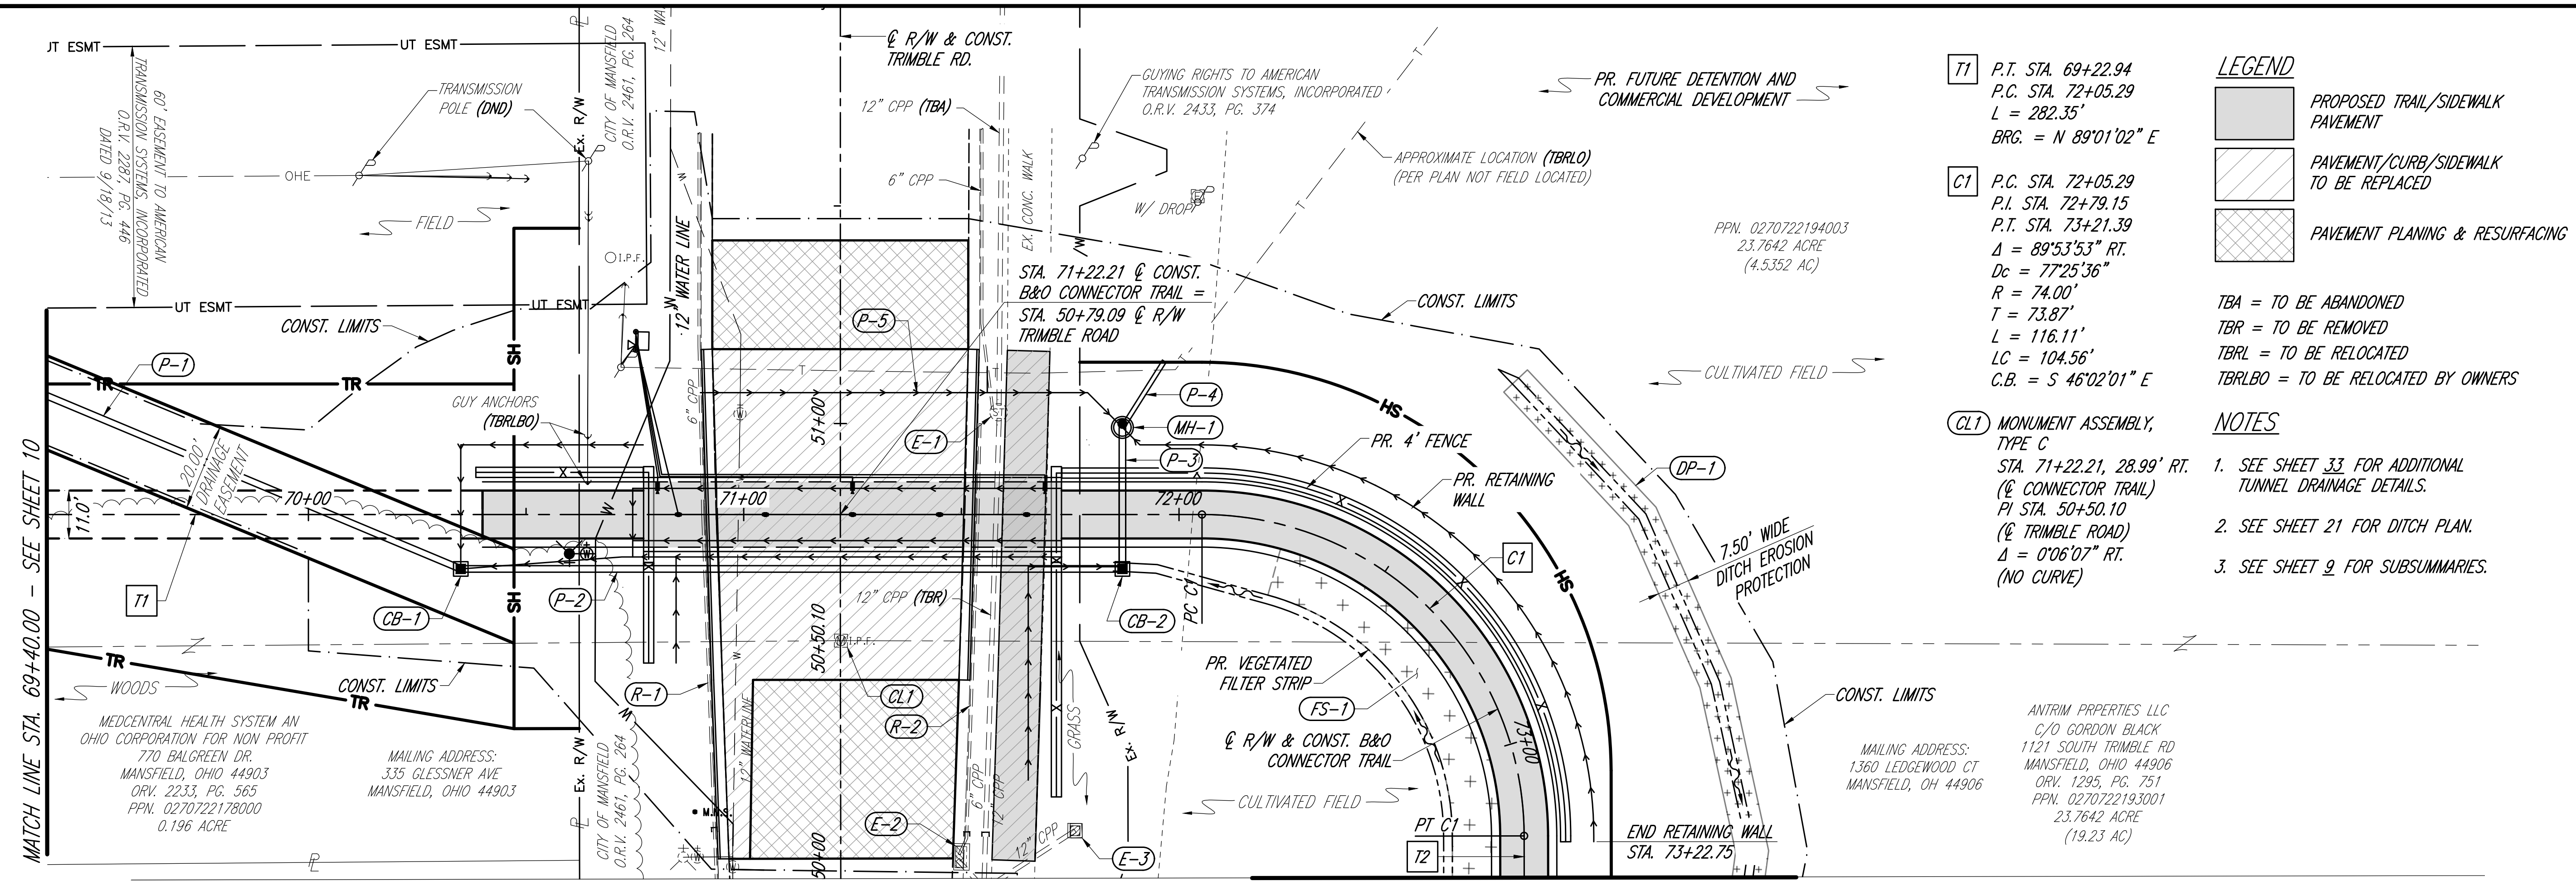 UT ESMT
UT ESMT
60' EASEMENT TO AMERICAN
TRANSMISSION SYSTEMS, INCORPORATED
O.R.V. 2287, PG. 446
DATED 9/18/13
TRANSMISSION
POLE (DND)
OHE
FIELD
UT ESMT
UT ESMT
CONST. LIMITS
P-1
TR
TR
SH
20.00'
DRAINAGE
EASEMENT
11.0'
70+00
T1
CB-1
SH
TR
WOODS
CONST. LIMITS
TR
MATCH LINE STA. 69+40.00 - SEE SHEET 10
MEDCENTRAL HEALTH SYSTEM AN
OHIO CORPORATION FOR NON PROFIT
770 BALGREEN DR.
MANSFIELD, OHIO 44903
ORV. 2233, PG. 565
PPN. 0270722178000
0.196 ACRE
MAILING ADDRESS:
335 GLESSNER AVE
MANSFIELD, OHIO 44903
PL
PL
Ex. R/W
CITY OF MANSFIELD
O.R.V. 2461, PG. 264
12" WA
I.P.F.
W
12" WATER LINE
GUY ANCHORS
(TBRLBO)
6" CPP
W
P-2
R-1
W
Ex. R/W
PL
CITY OF MANSFIELD
O.R.V. 2461, PG. 264
M.N.S.
12" WATERLINE
℄ R/W & CONST.
TRIMBLE RD.
12" CPP (TBA)
6" CPP
EX. CONC. WALK
GUYING RIGHTS TO AMERICAN
TRANSMISSION SYSTEMS, INCORPORATED
O.R.V. 2433, PG. 374
W/ DROP
STA. 71+22.21 ℄ CONST.
B&O CONNECTOR TRAIL =
STA. 50+79.09 ℄ R/W
TRIMBLE ROAD
P-5
T
51+00
E-1
ST
71+00
12" CPP (TBR)
50+50.10
I.P.F.
CL1
R-2
6" CPP
12" CPP
E-2
50+00
GRASS
Ex. R/W
12" CPP
E-3
P-4
MH-1
P-3
72+00
CB-2
PC C1
PR. 4' FENCE
PR. RETAINING
WALL
HS
HS
C1
PR. VEGETATED
FILTER STRIP
FS-1
℄ R/W & CONST. B&O
CONNECTOR TRAIL
73+00
CULTIVATED FIELD
PT C1
T2
END RETAINING WALL
STA. 73+22.75
PR. FUTURE DETENTION AND
COMMERCIAL DEVELOPMENT
APPROXIMATE LOCATION (TBRLO)
(PER PLAN NOT FIELD LOCATED)
T
T
T
PPN. 0270722194003
23.7642 ACRE
(4.5352 AC)
CONST. LIMITS
CULTIVATED FIELD
DP-1
7.50' WIDE
DITCH EROSION
PROTECTION
CONST. LIMITS
MAILING ADDRESS:
1360 LEDGEWOOD CT
MANSFIELD, OH 44906
ANTRIM PRPERTIES LLC
C/O GORDON BLACK
1121 SOUTH TRIMBLE RD
MANSFIELD, OHIO 44906
ORV. 1295, PG. 751
PPN. 0270722193001
23.7642 ACRE
(19.23 AC)
T1
P.T. STA. 69+22.94
P.C. STA. 72+05.29
L = 282.35'
BRG. = N 89°01'02" E
C1
P.C. STA. 72+05.29
P.I. STA. 72+79.15
P.T. STA. 73+21.39
Δ = 89°53'53" RT.
Dc = 77°25'36"
R = 74.00'
T = 73.87'
L = 116.11'
LC = 104.56'
C.B. = S 46°02'01" E
CL1
MONUMENT ASSEMBLY,
TYPE C
STA. 71+22.21, 28.99' RT.
(℄ CONNECTOR TRAIL)
PI STA. 50+50.10
(℄ TRIMBLE ROAD)
Δ = 0°06'07" RT.
(NO CURVE)
LEGEND
PROPOSED TRAIL/SIDEWALK
PAVEMENT
PAVEMENT/CURB/SIDEWALK
TO BE REPLACED
PAVEMENT PLANING & RESURFACING
TBA = TO BE ABANDONED
TBR = TO BE REMOVED
TBRL = TO BE RELOCATED
TBRLBO = TO BE RELOCATED BY OWNERS
NOTES
1. SEE SHEET 33 FOR ADDITIONAL
TUNNEL DRAINAGE DETAILS.
2. SEE SHEET 21 FOR DITCH PLAN.
3. SEE SHEET 9 FOR SUBSUMMARIES.